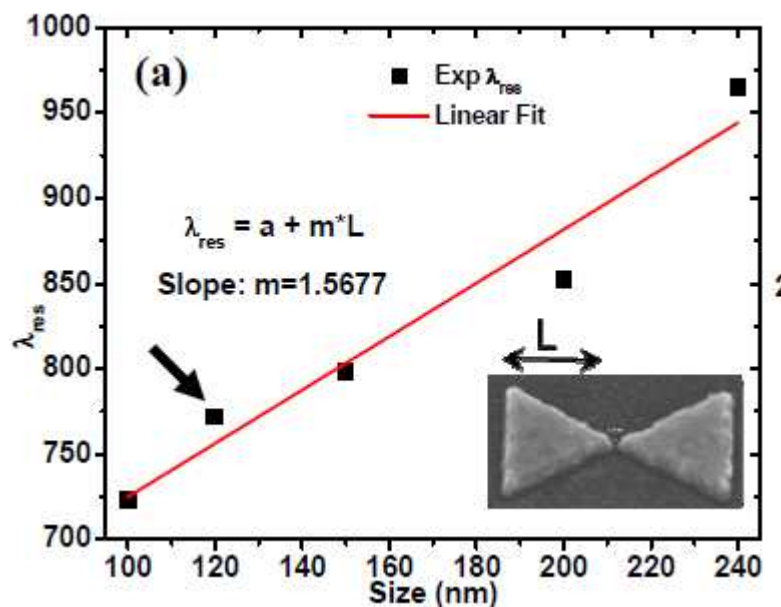 1000
(a)
Exp λres
Linear Fit
950
900
λres = a + m*L
Slope: m=1.5677
850
2
L
800
750
700
λres
100 120 140 160 180 200 220 240
Size (nm)